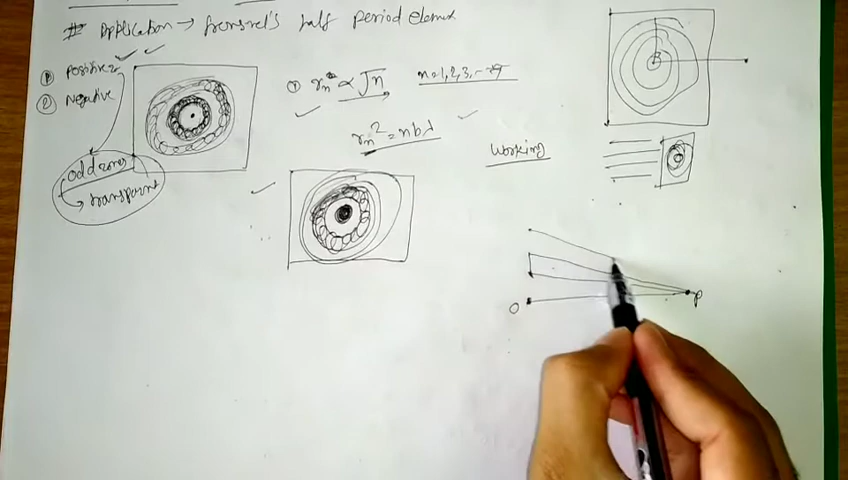 # Application → fresnel's half period element
① Positive
② Negative
odd zones
→ transparent
① rₙ ∝ √n n=1,2,3,--
rₙ² = nbλ
working
B
O
P